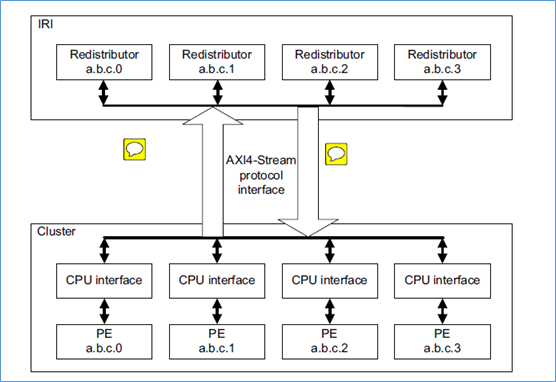 IRI
Redistributor
a.b.c.0
Redistributor
a.b.c.1
Redistributor
a.b.c.2
Redistributor
a.b.c.3
AXI4-Stream
protocol
interface
Cluster
CPU interface
CPU interface
CPU interface
CPU interface
PE
a.b.c.0
PE
a.b.c.1
PE
a.b.c.2
PE
a.b.c.3